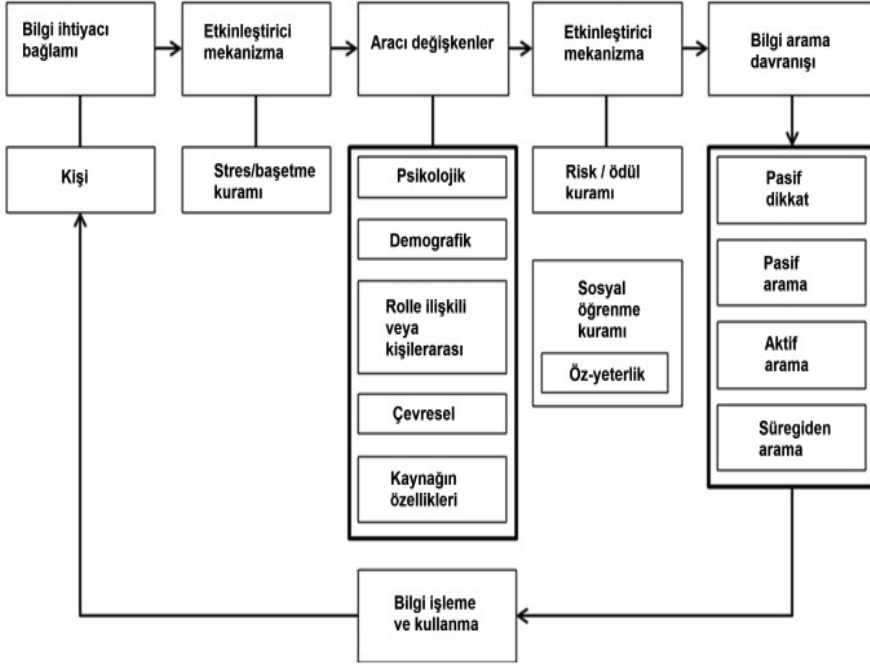 Bilgi ihtiyacı
bağlamı
Etkinleştirici
mekanizma
Aracı değişkenler
Etkinleştirici
mekanizma
Bilgi arama
davranışı
Kişi
Stres/başetme
kuramı
Psikolojik
Demografik
Rolle ilişkili
veya
kişilerarası
Çevresel
Kaynağın
özellikleri
Risk / ödül
kuramı
Sosyal
öğrenme
kuramı
Öz-yeterlik
Pasif
dikkat
Pasif
arama
Aktif
arama
Süregiden
arama
Bilgi işleme
ve kullanma